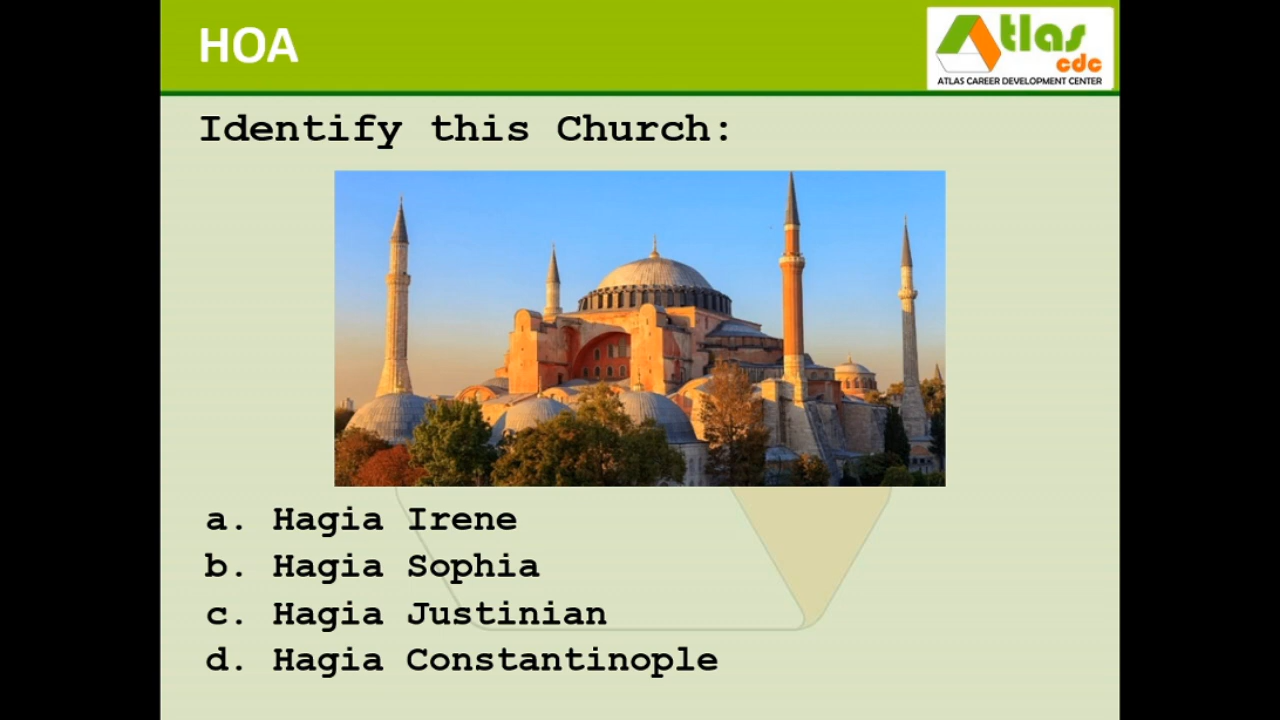 HOA
Atlas
cdc
ATLAS CAREER DEVELOPMENT CENTER
Identify this Church:
a. Hagia Irene
b. Hagia Sophia
c. Hagia Justinian
d. Hagia Constantinople